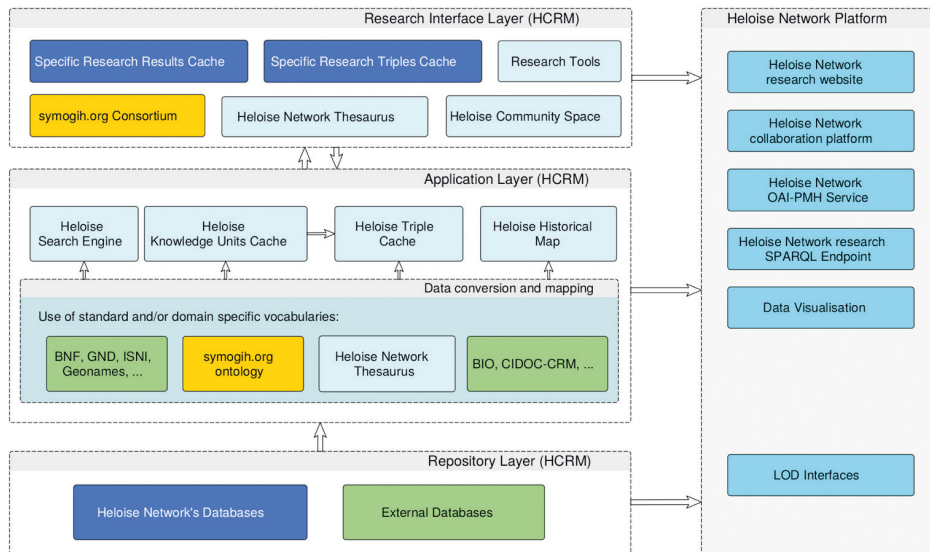 Research Interface Layer (HCRM)
Specific Research Results Cache
Specific Research Triples Cache
Research Tools
symogih.org Consortium
Heloise Network Thesaurus
Heloise Community Space
Application Layer (HCRM)
Heloise
Search Engine
Heloise
Knowledge Units Cache
Heloise Triple
Cache
Heloise Historical
Map
Data conversion and mapping
Use of standard and/or domain specific vocabularies:
BNF, GND, ISNI,
Geonames, ...
symogih.org
ontology
Heloise Network
Thesaurus
BIO, CIDOC-CRM, ...
Repository Layer (HCRM)
Heloise Network's Databases
External Databases
Heloise Network Platform
Heloise Network
research website
Heloise Network
collaboration platform
Heloise Network
OAI-PMH Service
Heloise Network research
SPARQL Endpoint
Data Visualisation
LOD Interfaces